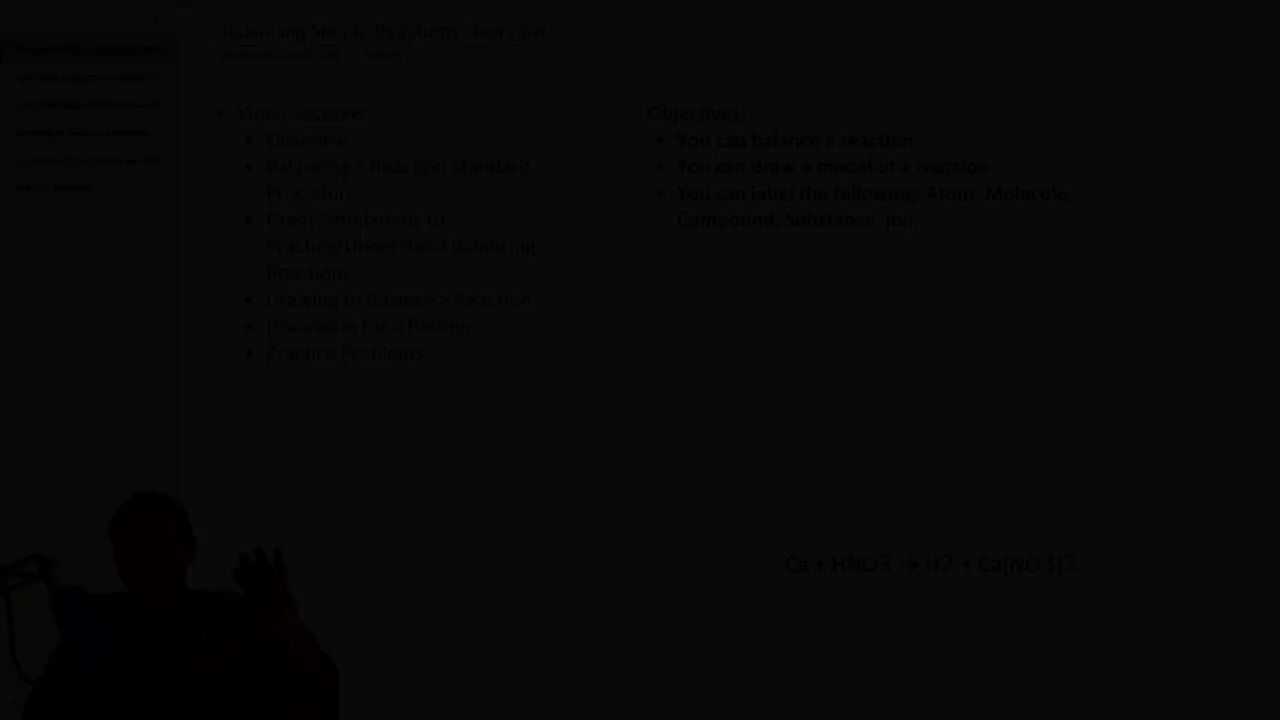 Balancing Simple Reactions Overview
• Video Sections
• Overview
• Balancing a Reaction Standard
Procedure
• Great Simulations to
Practice/Understand Balancing
Reactions
• Drawing to Balance a Reaction
• Discussion for a Partner
• Practice Problems
Objectives:
• You can balance a reaction
• You can draw a model of a reaction
• You can label the following: Atom, Molecule,
Compound, Substance, Ion
Ca + HNO3 → H2 + Ca(NO3)2